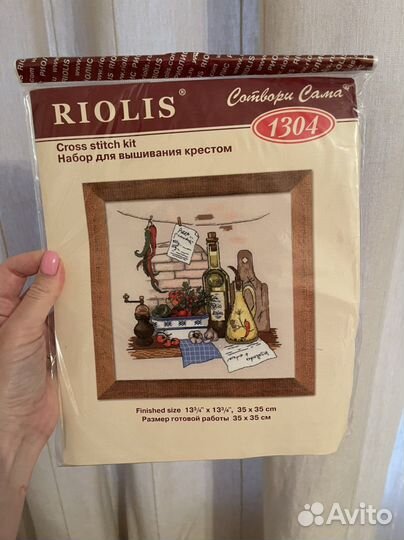 RIOLIS®
Сотвори Сама
1304
Cross stitch kit
Набор для вышивания крестом
Finished size 13¾" x 13¾", 35 x 35 cm
Размер готовой работы 35 x 35 см
Avito